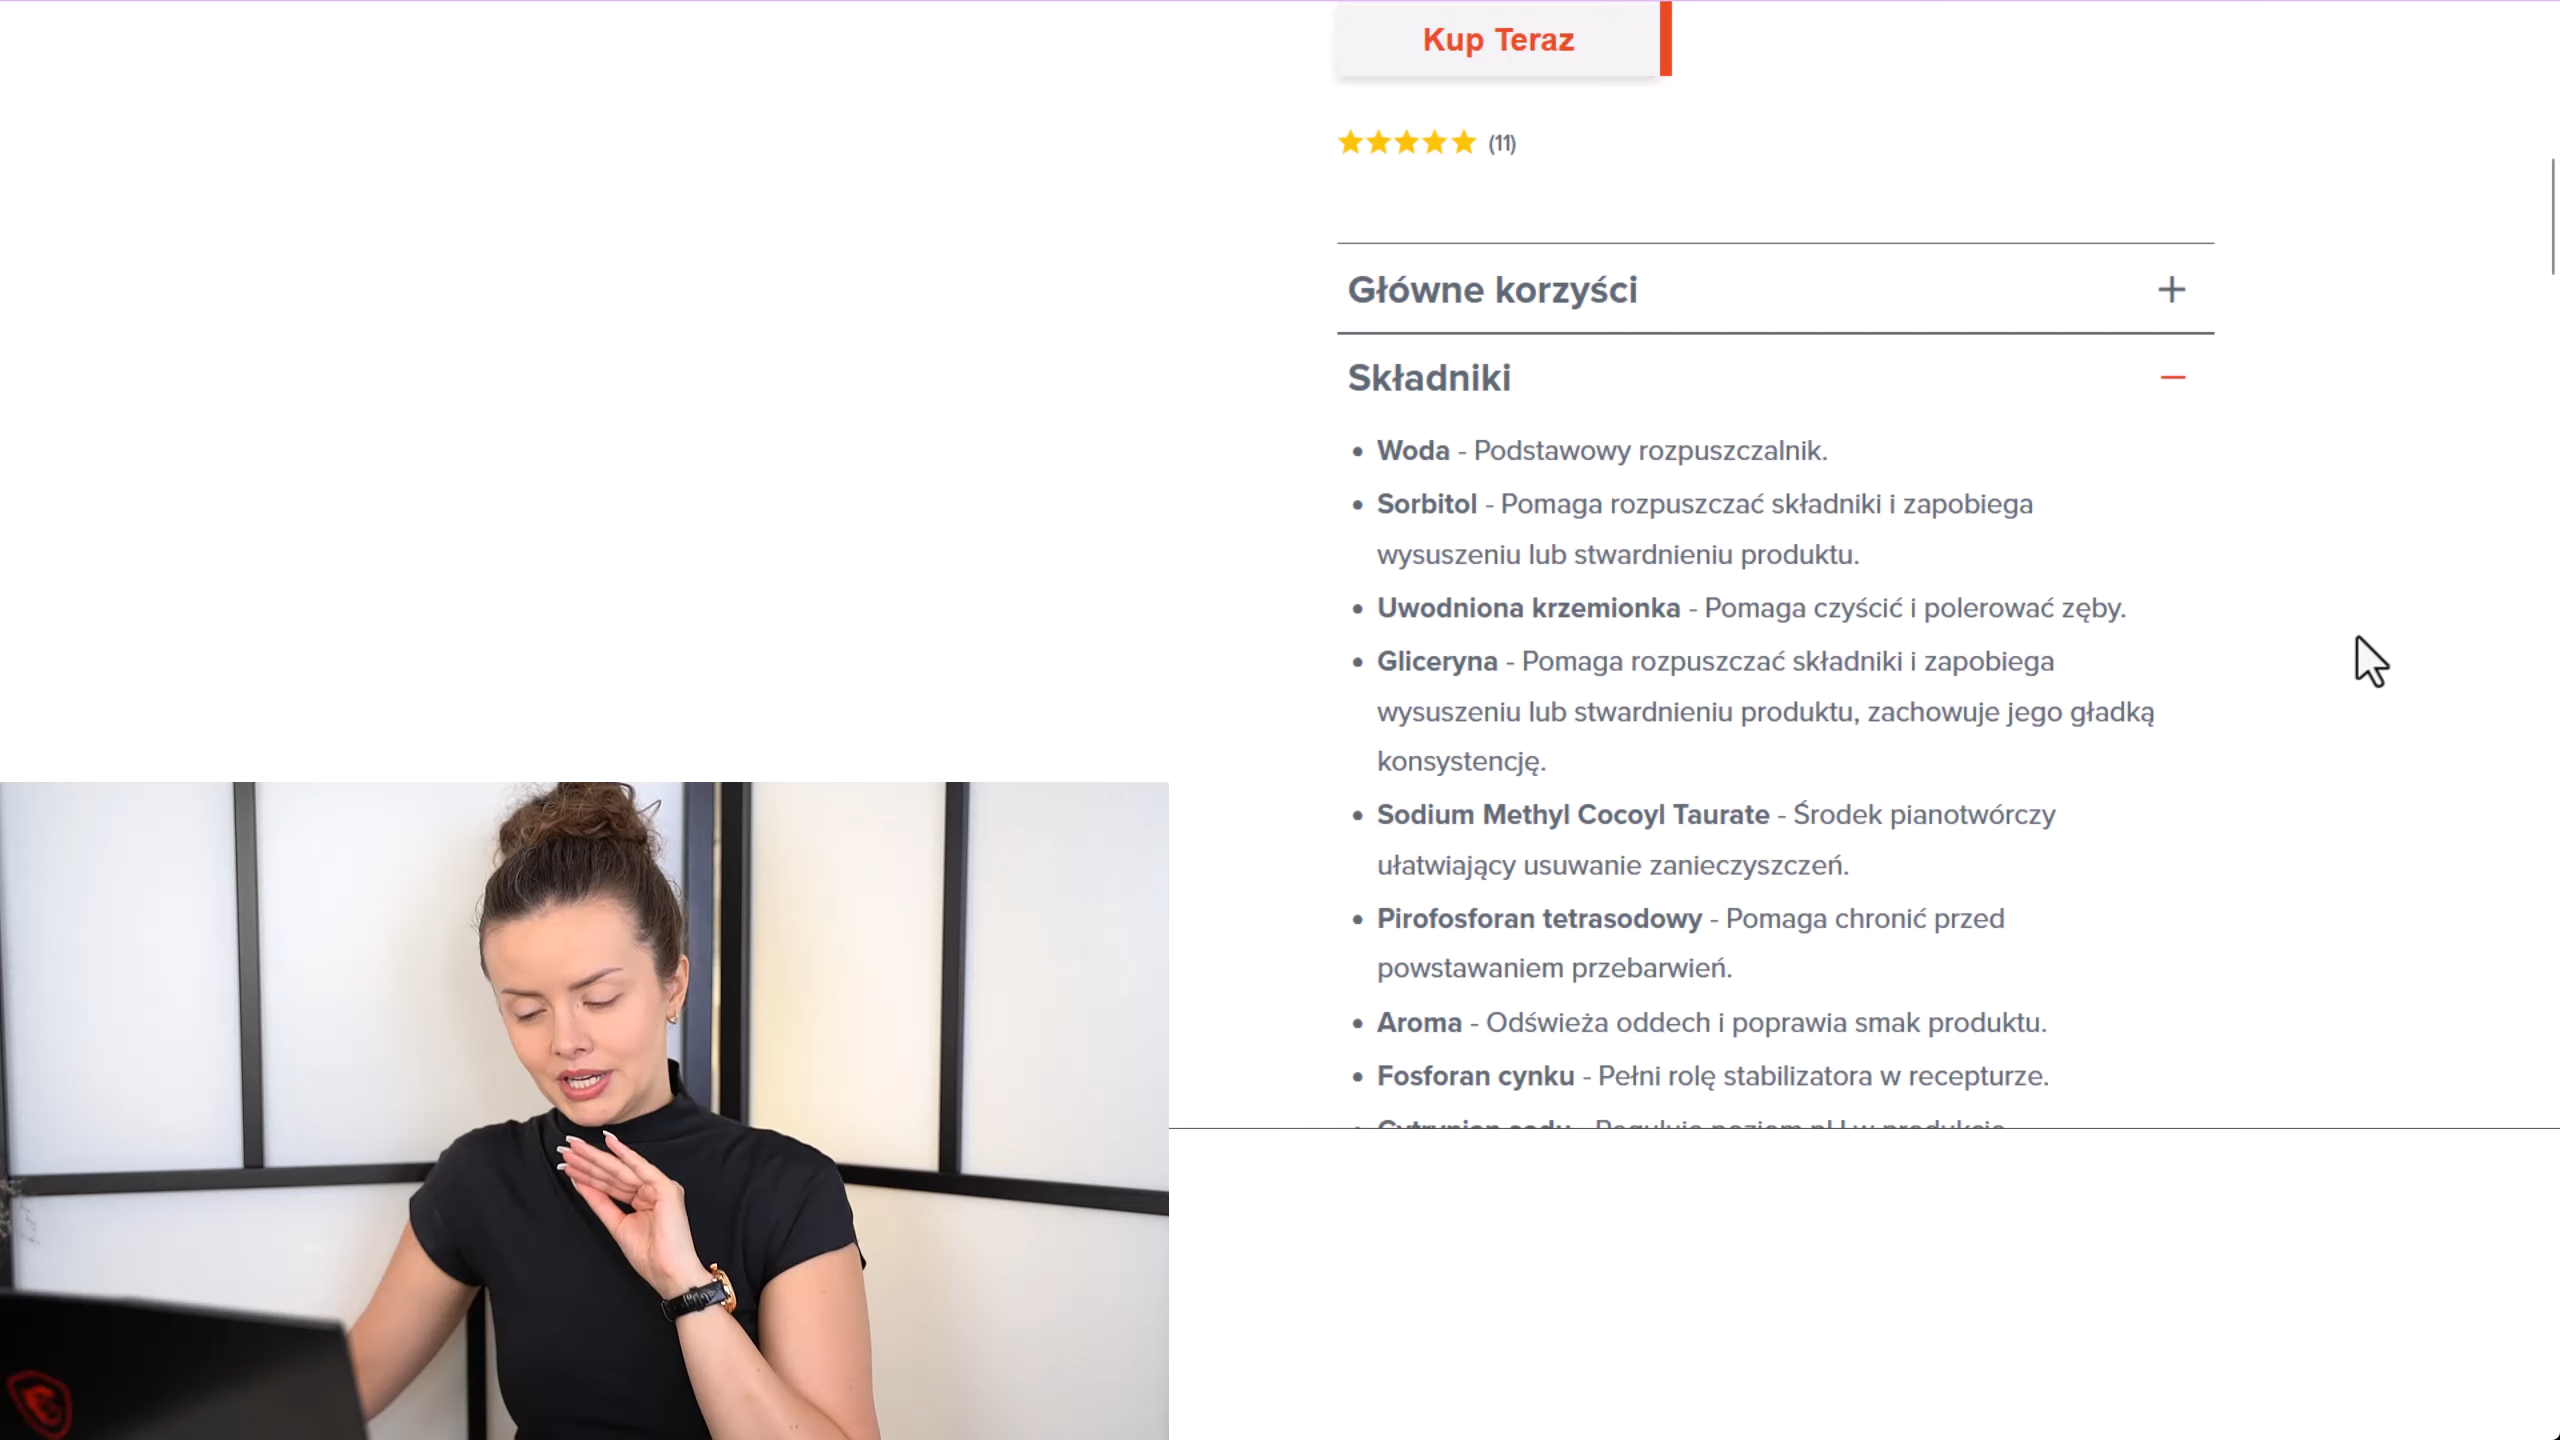 Kup Teraz
(11)
Główne korzyści
Składniki
Woda - Podstawowy rozpuszczalnik.
Sorbitol - Pomaga rozpuszczać składniki i zapobiega
wysuszeniu lub stwardnieniu produktu.
Uwodniona krzemionka - Pomaga czyścić i polerować zęby.
Gliceryna - Pomaga rozpuszczać składniki i zapobiega
wysuszeniu lub stwardnieniu produktu, zachowuje jego gładką
konsystencję.
Sodium Methyl Cocoyl Taurate - Środek pianotwórczy
ułatwiający usuwanie zanieczyszczeń.
Pirofosforan tetrasodowy - Pomaga chronić przed
powstawaniem przebarwień.
Aroma - Odświeża oddech i poprawia smak produktu.
Fosforan cynku - Pełni rolę stabilizatora w recepturze.